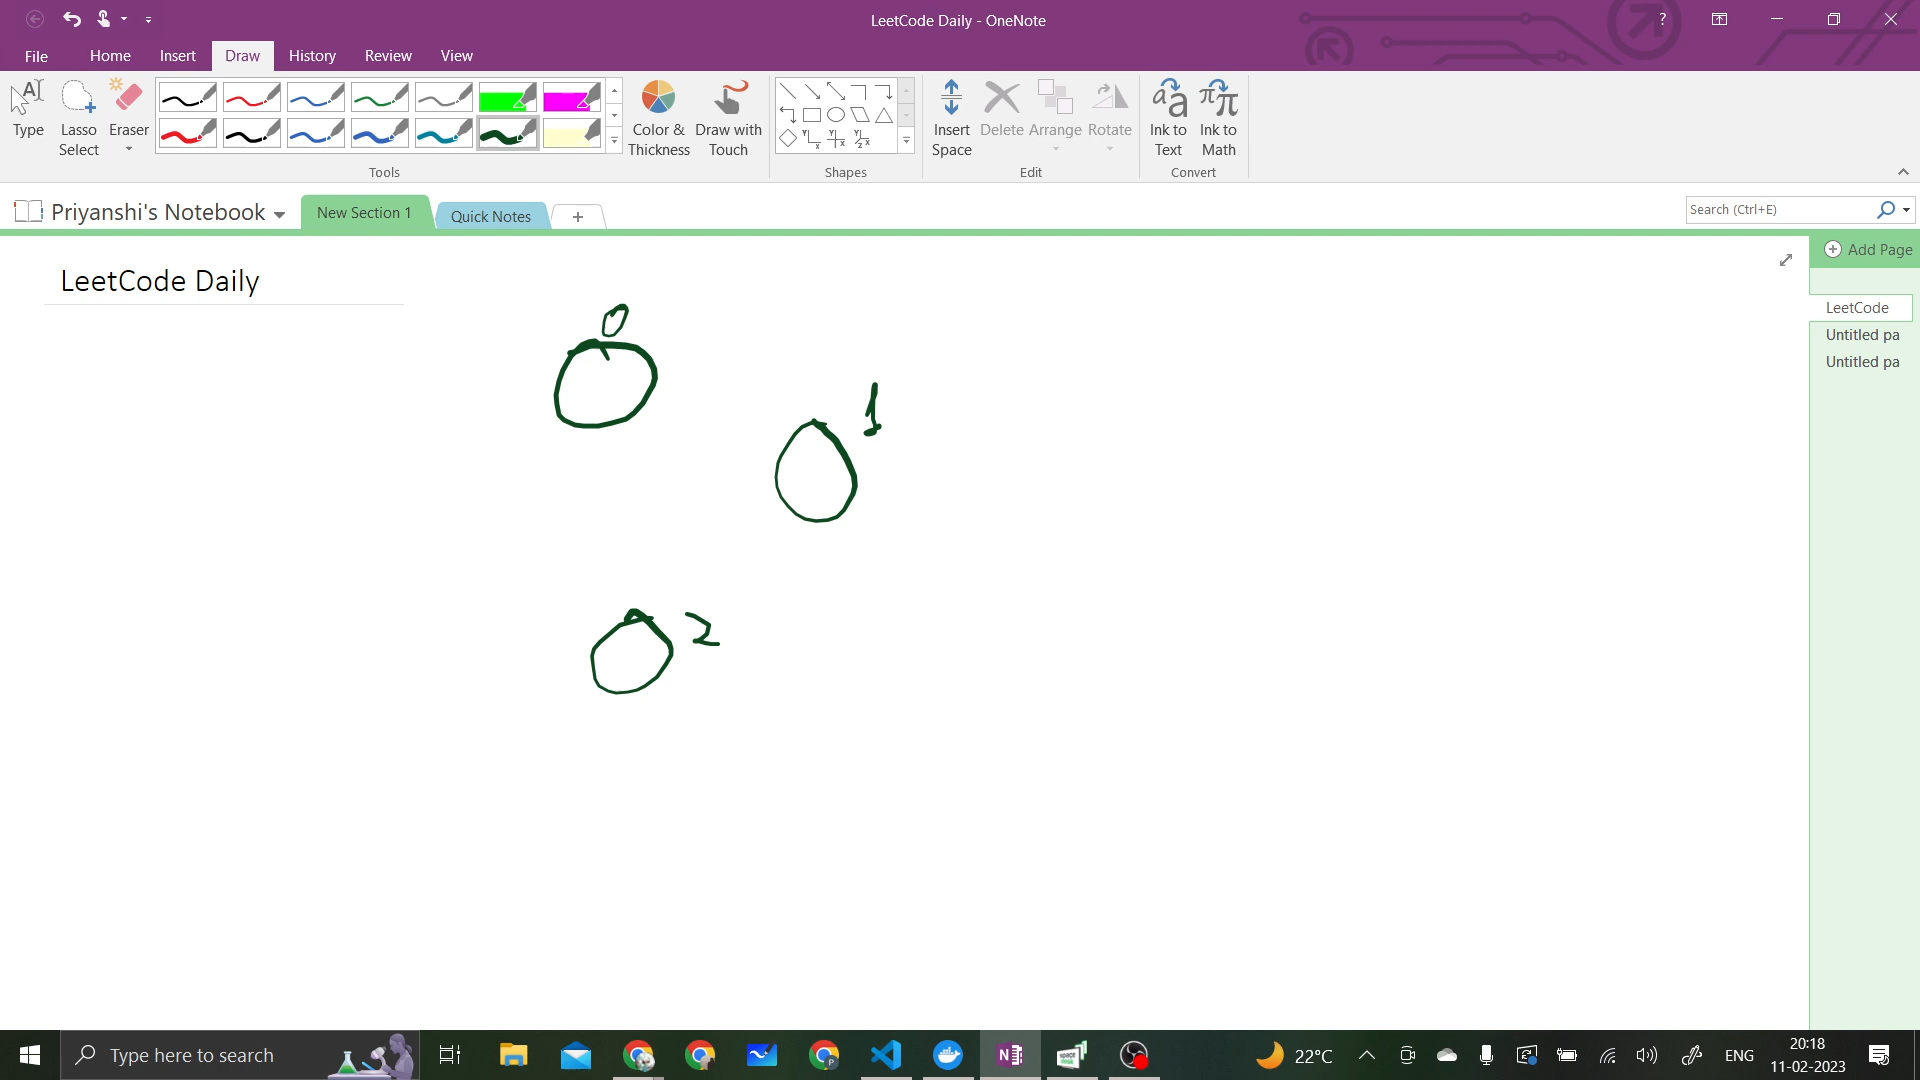 LeetCode Daily - OneNote
?
File Home Insert Draw History Review View
Type
Lasso Select
Eraser
Color & Thickness
Draw with Touch
Insert Space
Delete
Arrange
Rotate
Ink to Text
Ink to Math
Tools Shapes Edit Convert
Priyanshi's Notebook
New Section 1
Quick Notes
+
Search (Ctrl+E)
Add Page
LeetCode Daily
LeetCode
Untitled pa
Untitled pa
0
1
2
Type here to search
22°C
ENG
20:18
11-02-2023